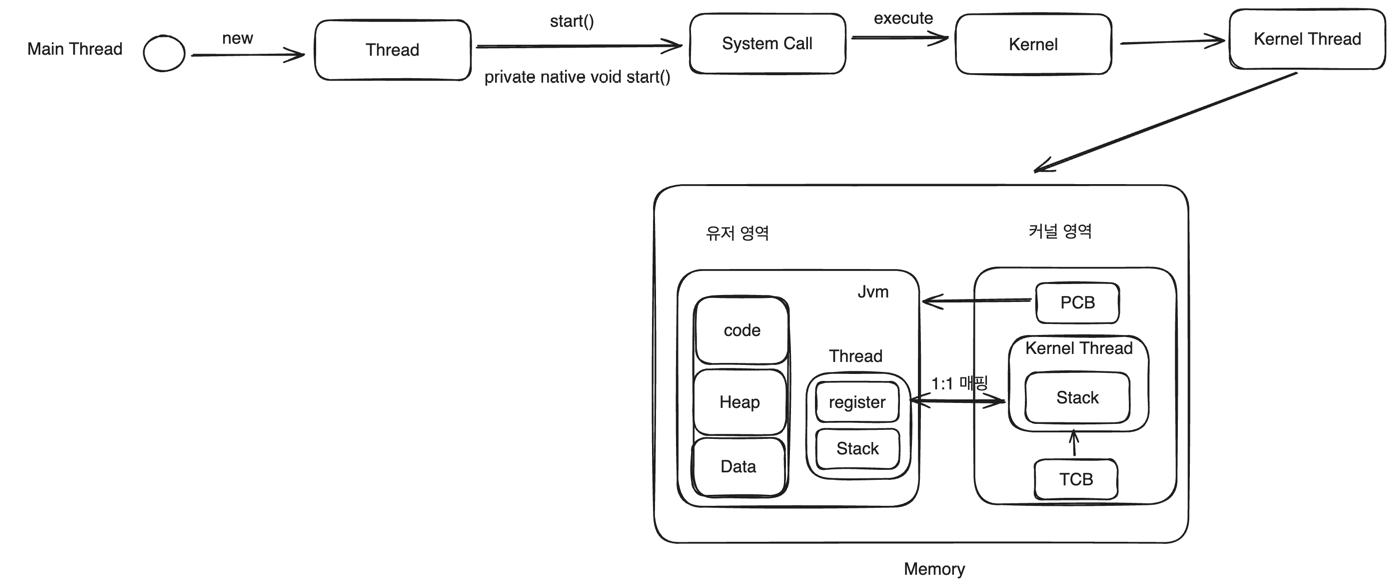 Main Thread
new
Thread
start()
private native void start()
System Call
execute
Kernel
Kernel Thread
유저 영역
커널 영역
Jvm
code
Heap
Data
Thread
register
Stack
1:1 매핑
PCB
Kernel Thread
Stack
TCB
Memory